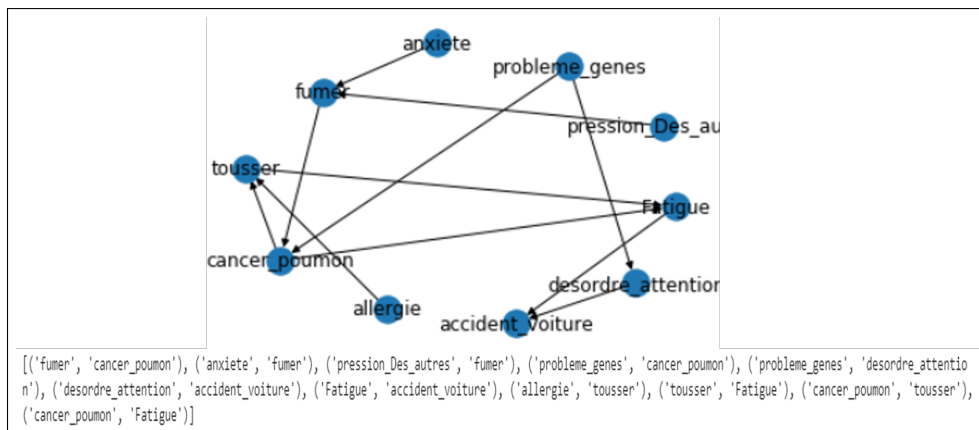 anxiete
probleme_genes
fumer
pression_Des_au
tousser
Fatigue
cancer_poumon
desordre_attention
allergie
accident_voiture
[('fumer', 'cancer_poumon'), ('anxiete', 'fumer'), ('pression_Des_autres', 'fumer'), ('probleme_genes', 'cancer_poumon'), ('probleme_genes', 'desordre_attentio
n'), ('desordre_attention', 'accident_voiture'), ('Fatigue', 'accident_voiture'), ('allergie', 'tousser'), ('tousser', 'Fatigue'), ('cancer_poumon', 'tousser'),
('cancer_poumon', 'Fatigue')]